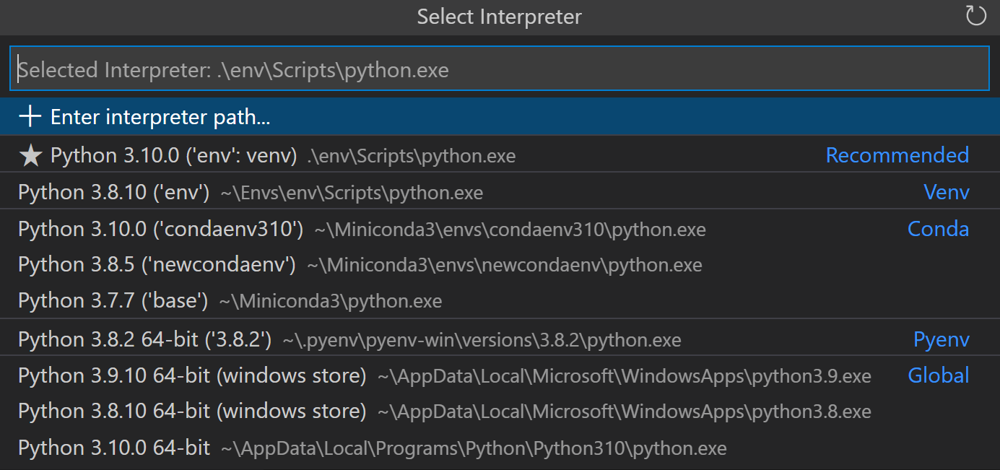 Select Interpreter
Selected Interpreter: .\env\Scripts\python.exe
Enter interpreter path...
Python 3.10.0 ('env': venv) .\env\Scripts\python.exe Recommended
Python 3.8.10 ('env') ~\Envs\env\Scripts\python.exe Venv
Python 3.10.0 ('condaenv310') ~\Miniconda3\envs\condaenv310\python.exe Conda
Python 3.8.5 ('newcondaenv') ~\Miniconda3\envs\newcondaenv\python.exe
Python 3.7.7 ('base') ~\Miniconda3\python.exe
Python 3.8.2 64-bit ('3.8.2') ~\.pyenv\pyenv-win\versions\3.8.2\python.exe Pyenv
Python 3.9.10 64-bit (windows store) ~\AppData\Local\Microsoft\WindowsApps\python3.9.exe Global
Python 3.8.10 64-bit (windows store) ~\AppData\Local\Microsoft\WindowsApps\python3.8.exe
Python 3.10.0 64-bit ~\AppData\Local\Programs\Python\Python310\python.exe